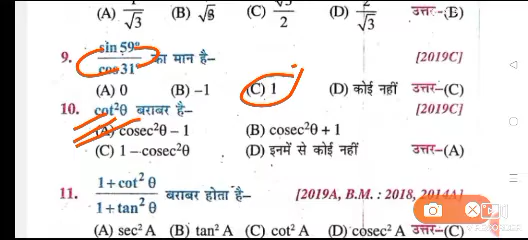 (A) 1/√3 (B) √3 (C) √3/2 (D) 2/√3 उत्तर–(B)
9. sin 59°/cos 31° का मान है– [2019C]
(A) 0 (B) –1 (C) 1 (D) कोई नहीं उत्तर–(C)
10. cot²θ बराबर है– [2019C]
(A) cosec²θ – 1 (B) cosec²θ + 1
(C) 1 – cosec²θ (D) इनमें से कोई नहीं उत्तर–(A)
11. 1 + cot² θ/1 + tan² θ बराबर होता है– [2019A, B.M. : 2018, 2014A]
(A) sec² A (B) tan² A (C) cot² A (D) cosec² A उत्तर–(C)